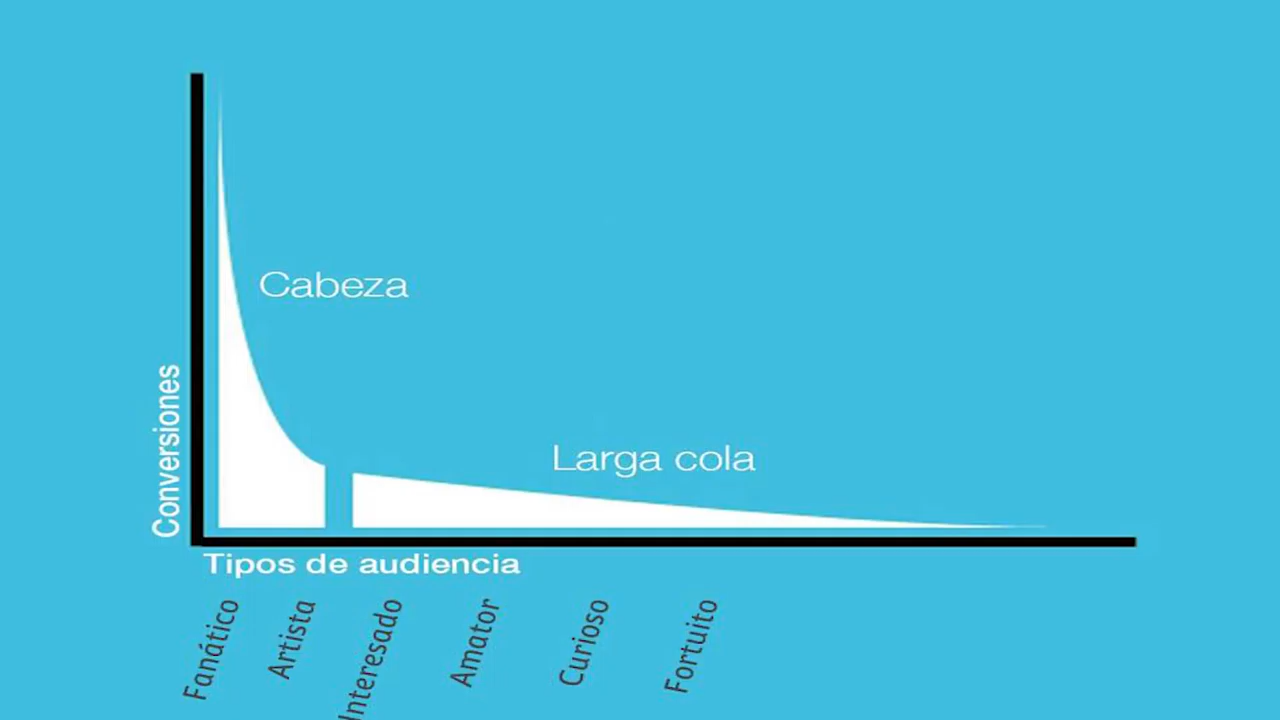 Cabeza
Larga cola
Conversiones
Tipos de audiencia
Fanático
Artista
Interesado
Amator
Curioso
Fortuito